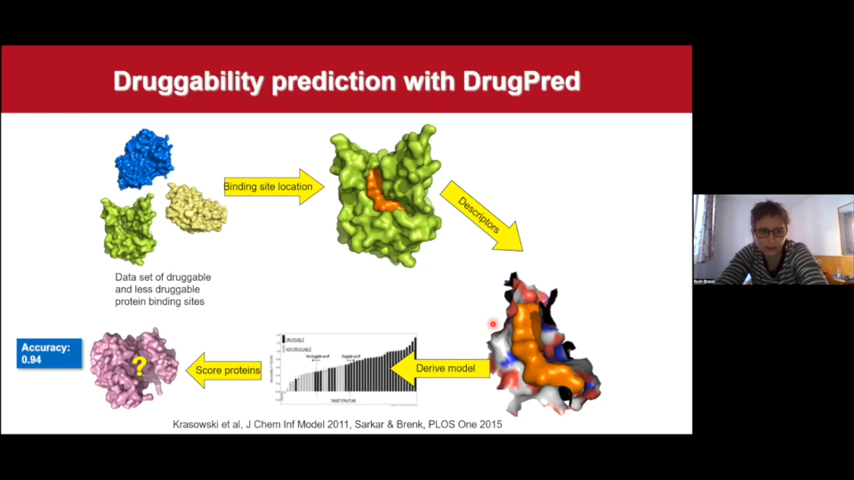 Druggability prediction with DrugPred
Binding site location
Descriptors
Data set of druggable
and less druggable
protein binding sites
Accuracy:
0.94
?
Score proteins
DRUGGABLE
NON DRUGGABLE
TARGET STRUCTURE
Derive model
Krasowski et al, J Chem Inf Model 2011, Sarkar & Brenk, PLOS One 2015
Ruth Brenk